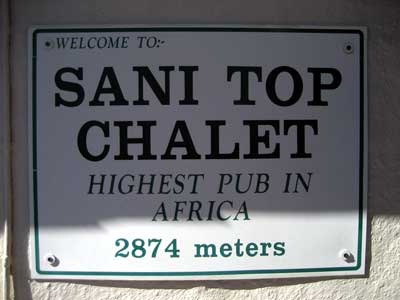 WELCOME TO:-
SANI TOP
CHALET
HIGHEST PUB IN
AFRICA
2874 meters